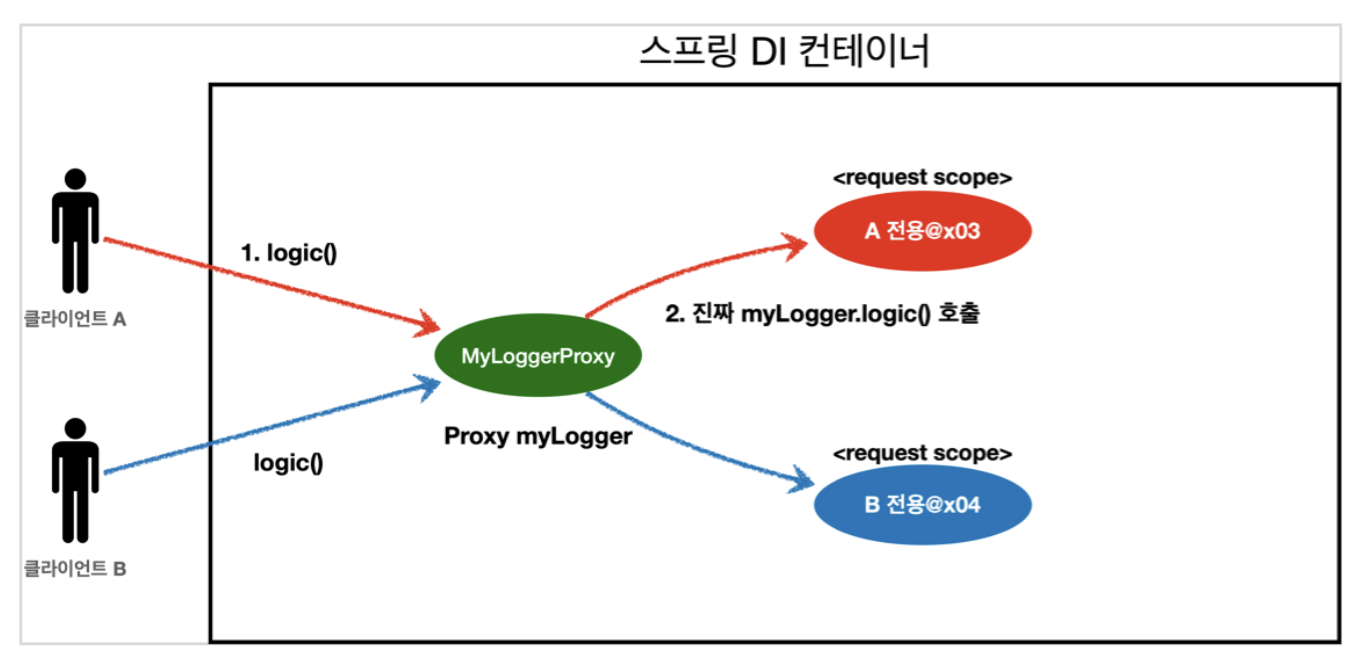 스프링 DI 컨테이너
<request scope>
A 전용@x03
1. logic()
클라이언트 A
2. 진짜 myLogger.logic() 호출
MyLoggerProxy
Proxy myLogger
logic()
<request scope>
B 전용@x04
클라이언트 B